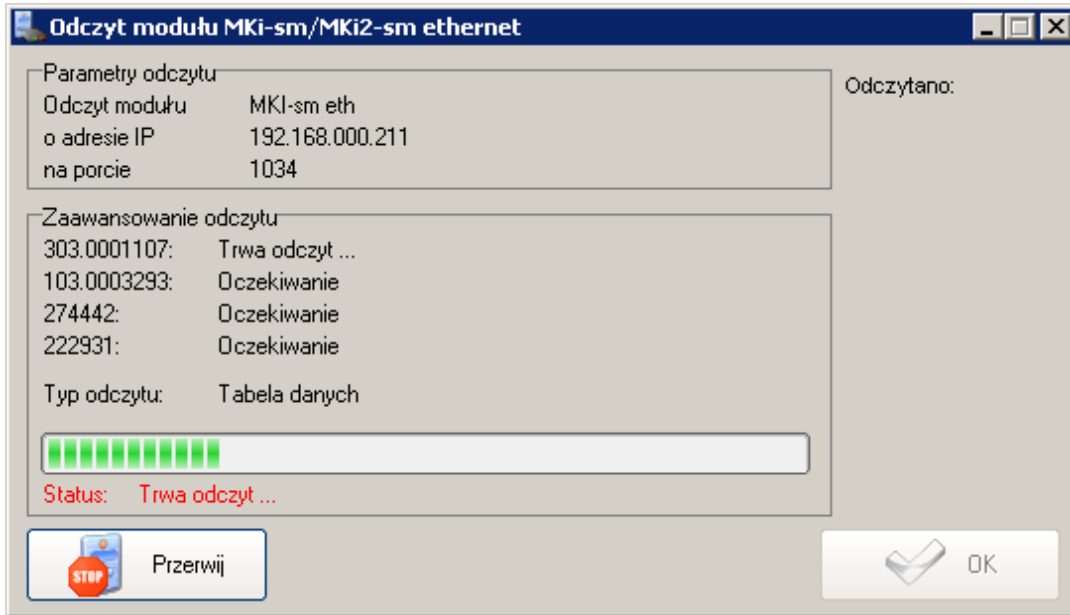 Odczyt modułu MKi-sm/MKi2-sm ethernet
Parametry odczytu
Odczyt modułu MKI-sm eth
o adresie IP 192.168.000.211
na porcie 1034
Odczytano:
Zaawansowanie odczytu
303.0001107: Trwa odczyt ...
103.0003293: Oczekiwanie
274442: Oczekiwanie
222931: Oczekiwanie
Typ odczytu: Tabela danych
Status: Trwa odczyt ...
STOP
Przerwij
OK